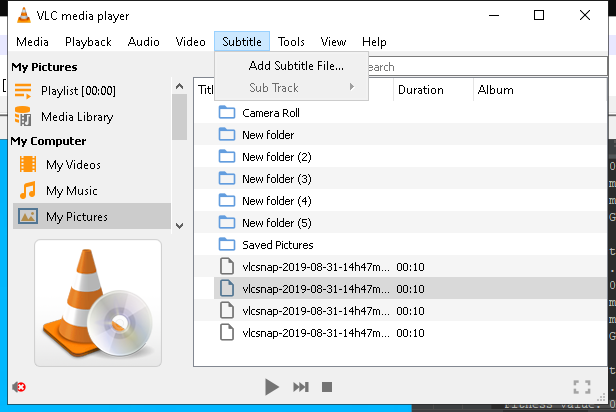 VLC media player
Media Playback Audio Video Subtitle Tools View Help
My Pictures
Add Subtitle File...
Search
Playlist [00:00]
Sub Track
Duration Album
Media Library
Camera Roll
My Computer
New folder
My Videos
New folder (2)
My Music
New folder (3)
New folder (4)
My Pictures
New folder (5)
Saved Pictures
vlcsnap-2019-08-31-14h47m... 00:10
vlcsnap-2019-08-31-14h47m... 00:10
vlcsnap-2019-08-31-14h47m... 00:10
vlcsnap-2019-08-31-14h47m... 00:10